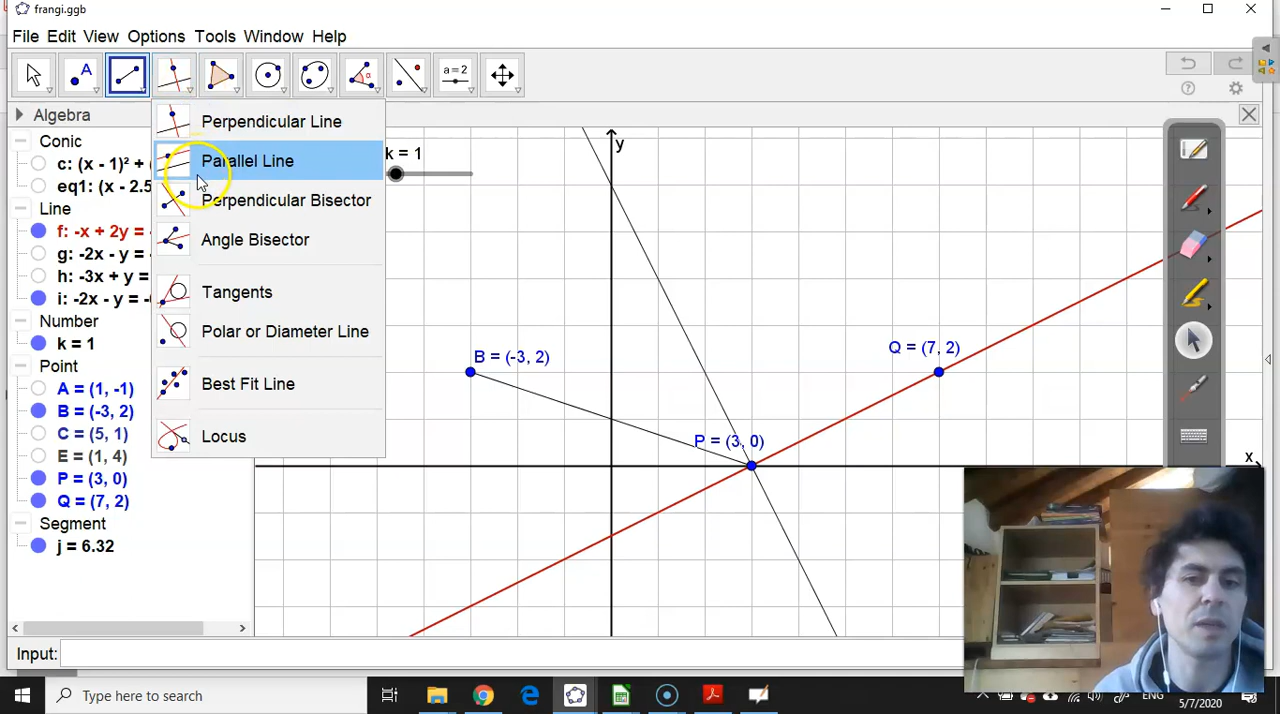 frangi.ggb
File Edit View Options Tools Window Help
A
α
a=2
Algebra
Conic
c: (x - 1)² +
eq1: (x - 2.5
Line
f: -x + 2y =
g: -2x - y =
h: -3x + y =
i: -2x - y =
Number
k = 1
Point
A = (1, -1)
B = (-3, 2)
C = (5, 1)
E = (1, 4)
P = (3, 0)
Q = (7, 2)
Segment
j = 6.32
Perpendicular Line
Parallel Line
Perpendicular Bisector
Angle Bisector
Tangents
Polar or Diameter Line
Best Fit Line
Locus
k = 1
y
B = (-3, 2)
Q = (7, 2)
P = (3, 0)
x
Input:
Type here to search
ENG
5/7/2020